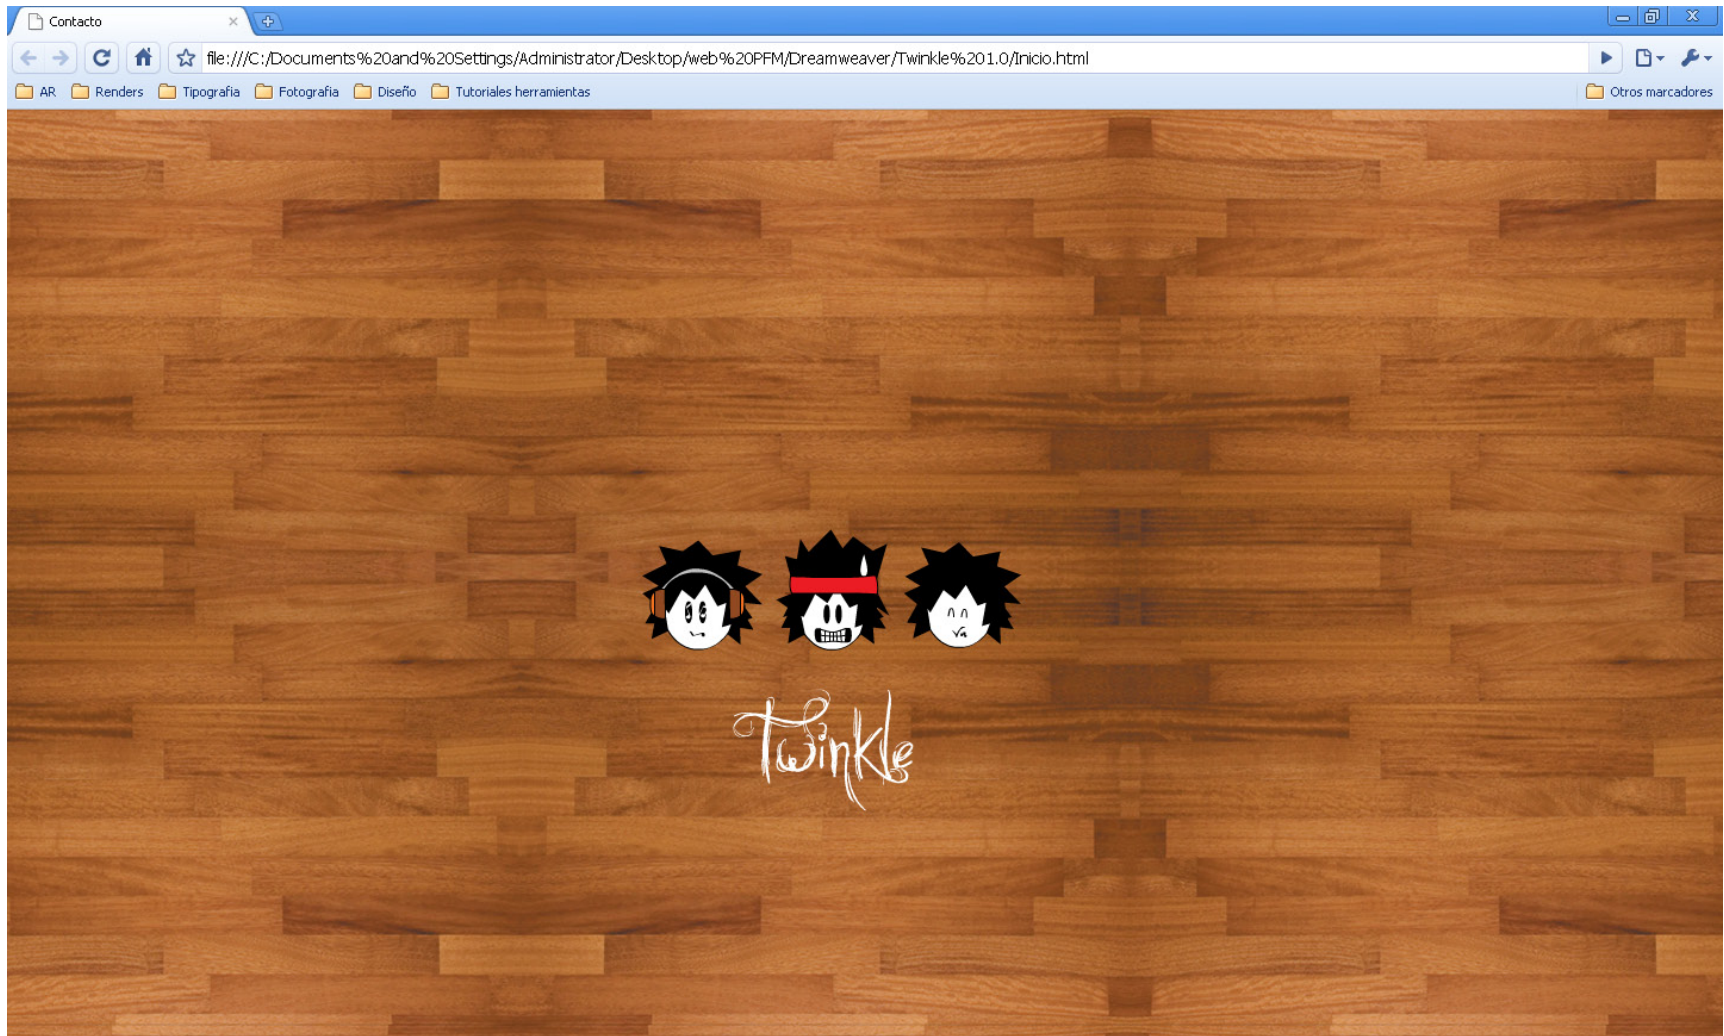 Contacto
file:///C:/Documents%20and%20Settings/Administrator/Desktop/web%20PFM/Dreamweaver/Twinkle%201.0/Inicio.html
AR Renders Tipografia Fotografia Diseño Tutoriales herramientas Otros marcadores
Twinkle